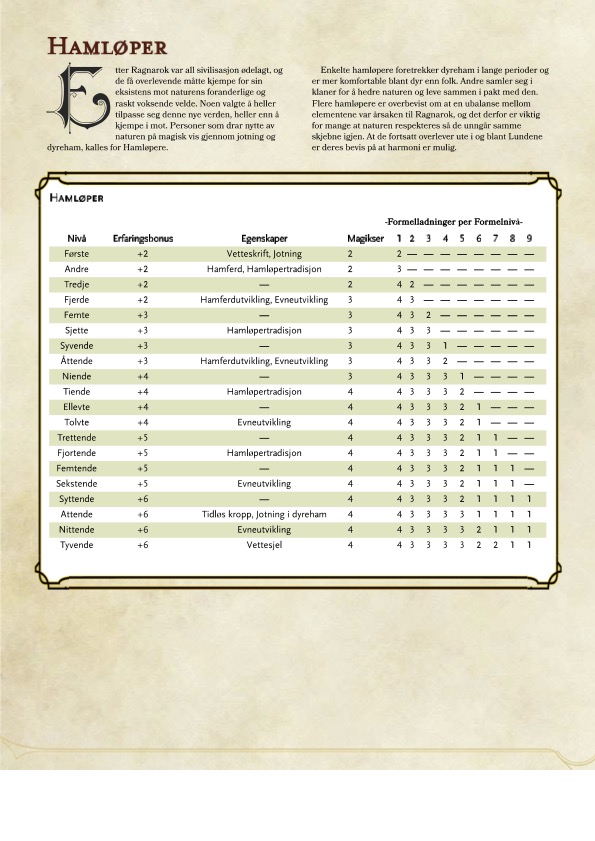 Hamløper
Etter Ragnarok var all sivilisasjon ødelagt, og
de få overlevende måtte kjempe for sin
eksistens mot naturens foranderlige og
raskt voksende velde. Noen valgte å heller
tilpasse seg denne nye verden, heller enn å
kjempe i mot. Personer som drar nytte av
naturen på magisk vis gjennom jotning og
dyreham, kalles for Hamløpere.
Enkelte hamløpere foretrekker dyreham i lange perioder og
er mer komfortable blant dyr enn folk. Andre samler seg i
klaner for å hedre naturen og leve sammen i pakt med den.
Flere hamløpere er overbevist om at en ubalanse mellom
elementene var årsaken til Ragnarok, og det derfor er viktig
for mange at naturen respekteres så de unngår samme
skjebne igjen. At de fortsatt overlever ute i og blant Lundene
er deres bevis på at harmoni er mulig.
Hamløper
-Formelladninger per Formelnivå-
Nivå Erfaringsbonus Egenskaper Magikser 1 2 3 4 5 6 7 8 9
Første +2 Vetteskrift, Jotning 2 2 — — — — — — — —
Andre +2 Hamferd, Hamløpertradisjon 2 3 — — — — — — — —
Tredje +2 — 2 4 2 — — — — — — —
Fjerde +2 Hamferdutvikling, Evneutvikling 3 4 3 — — — — — — —
Femte +3 — 3 4 3 2 — — — — — —
Sjette +3 Hamløpertradisjon 3 4 3 3 — — — — — —
Syvende +3 — 3 4 3 3 1 — — — — —
Åttende +3 Hamferdutvikling, Evneutvikling 3 4 3 3 2 — — — — —
Niende +4 — 3 4 3 3 3 1 — — — —
Tiende +4 Hamløpertradisjon 4 4 3 3 3 2 — — — —
Ellevte +4 — 4 4 3 3 3 2 1 — — —
Tolvte +4 Evneutvikling 4 4 3 3 3 2 1 — — —
Trettende +5 — 4 4 3 3 3 2 1 1 — —
Fjortende +5 Hamløpertradisjon 4 4 3 3 3 2 1 1 — —
Femtende +5 — 4 4 3 3 3 2 1 1 1 —
Sekstende +5 Evneutvikling 4 4 3 3 3 2 1 1 1 —
Syttende +6 — 4 4 3 3 3 2 1 1 1 1
Attende +6 Tidløs kropp, Jotning i dyreham 4 4 3 3 3 3 1 1 1 1
Nittende +6 Evneutvikling 4 4 3 3 3 3 2 1 1 1
Tyvende +6 Vettesjel 4 4 3 3 3 3 2 2 1 1